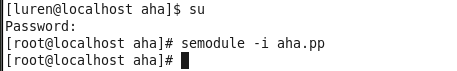 [luren@localhost aha]$ su
Password:
[root@localhost aha]# semodule -i aha.pp
[root@localhost aha]#